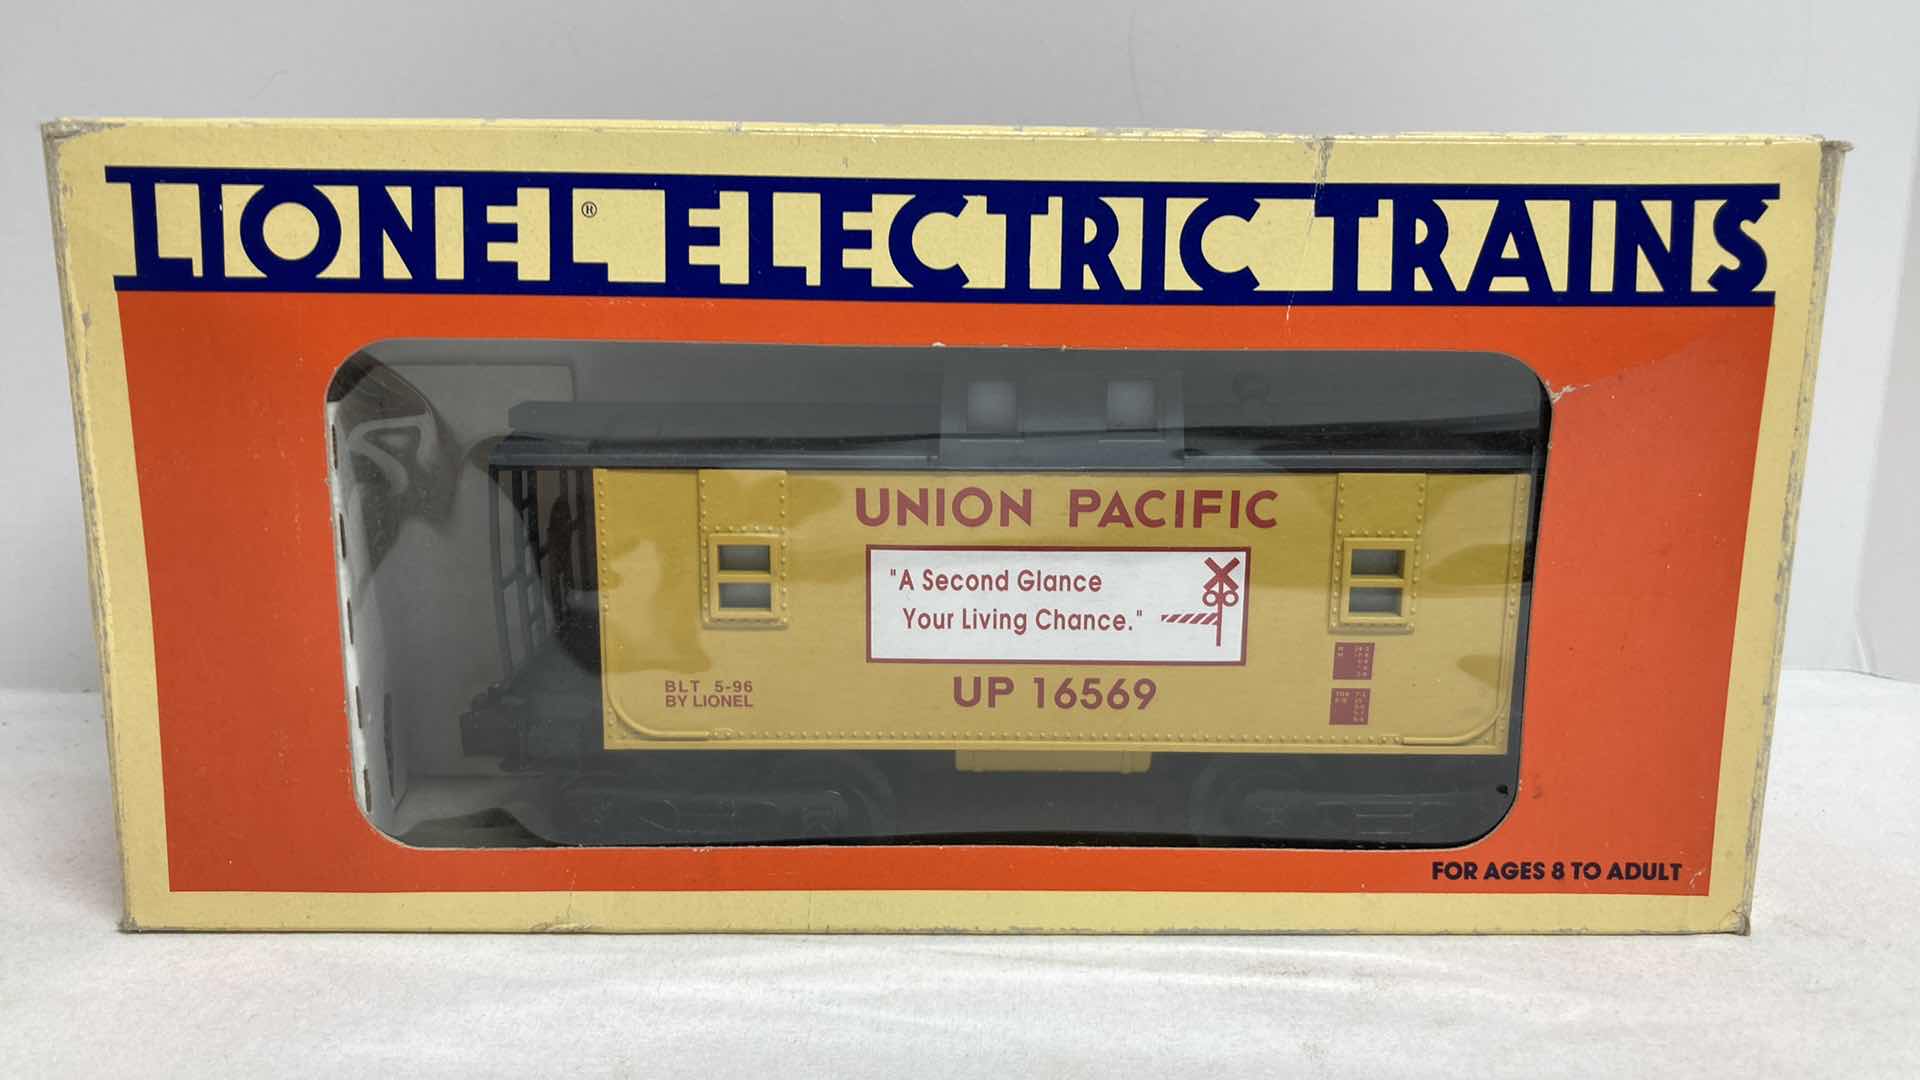 LIONEL® ELECTRIC TRAINS
UNION PACIFIC
"A Second Glance
Your Living Chance."
BLT 5-96
BY LIONEL
UP 16569
FOR AGES 8 TO ADULT